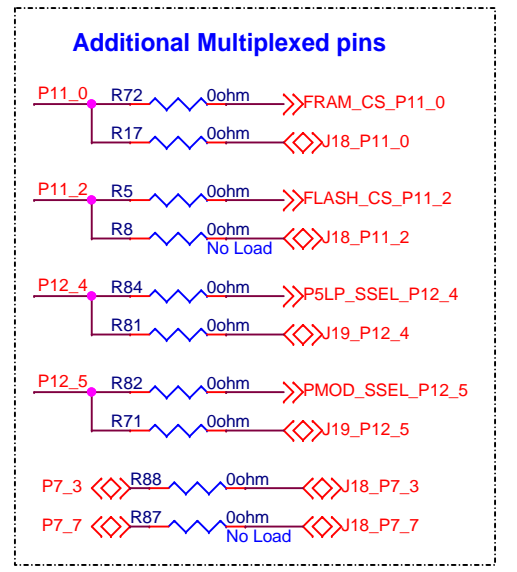 Additional Multiplexed pins
P11_0 R72 0ohm FRAM_CS_P11_0
R17 0ohm J18_P11_0
P11_2 R5 0ohm FLASH_CS_P11_2
R8 0ohm J18_P11_2
No Load
P12_4 R84 0ohm P5LP_SSEL_P12_4
R81 0ohm J19_P12_4
P12_5 R82 0ohm PMOD_SSEL_P12_5
R71 0ohm J19_P12_5
P7_3 R88 0ohm J18_P7_3
P7_7 R87 0ohm J18_P7_7
No Load